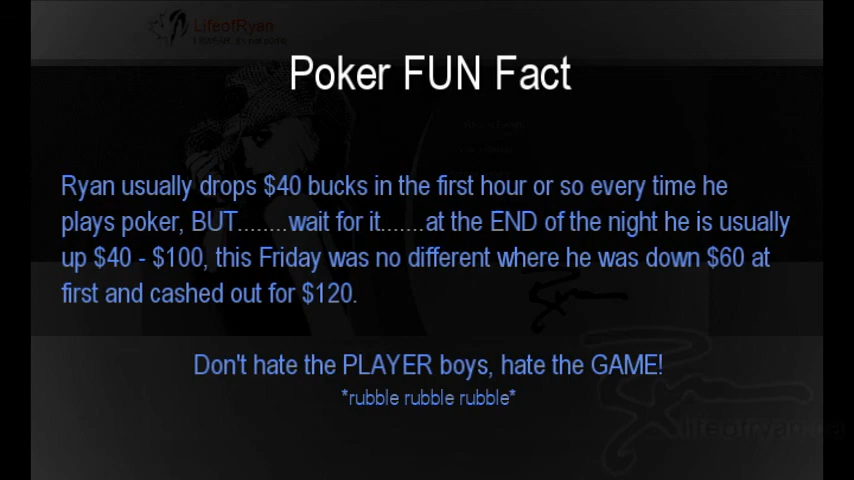 LifeofRyan
Poker FUN Fact
Ryan usually drops $40 bucks in the first hour or so every time he
plays poker, BUT........wait for it.......at the END of the night he is usually
up $40 - $100, this Friday was no different where he was down $60 at
first and cashed out for $120.
Don't hate the PLAYER boys, hate the GAME!
*rubble rubble rubble*
lifeofryan.ca